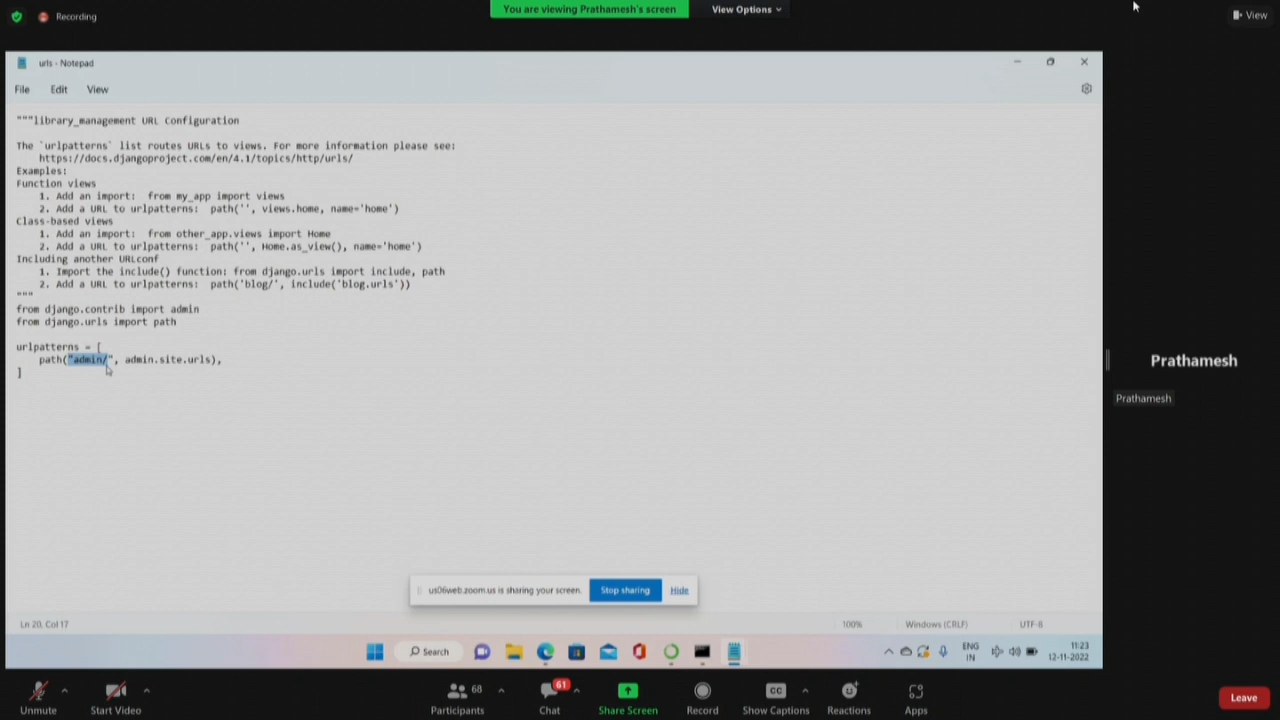 Recording
You are viewing Prathamesh's screen
View Options
View
urls - Notepad
File Edit View
"""library_management URL Configuration
The `urlpatterns` list routes URLs to views. For more information please see:
    https://docs.djangoproject.com/en/4.1/topics/http/urls/
Examples:
Function views
    1. Add an import:  from my_app import views
    2. Add a URL to urlpatterns:  path('', views.home, name='home')
Class-based views
    1. Add an import:  from other_app.views import Home
    2. Add a URL to urlpatterns:  path('', Home.as_view(), name='home')
Including another URLconf
    1. Import the include() function: from django.urls import include, path
    2. Add a URL to urlpatterns:  path('blog/', include('blog.urls'))
"""
from django.contrib import admin
from django.urls import path
urlpatterns = [
    path("admin/", admin.site.urls),
]
Prathamesh
Prathamesh
us06web.zoom.us is sharing your screen.
Stop sharing
Hide
Ln 20, Col 17
100%
Windows (CRLF)
UTF-8
Search
ENG
IN
11:23
12-11-2022
Unmute
Start Video
68
Participants
61
Chat
Share Screen
Record
CC
Show Captions
Reactions
Apps
Leave